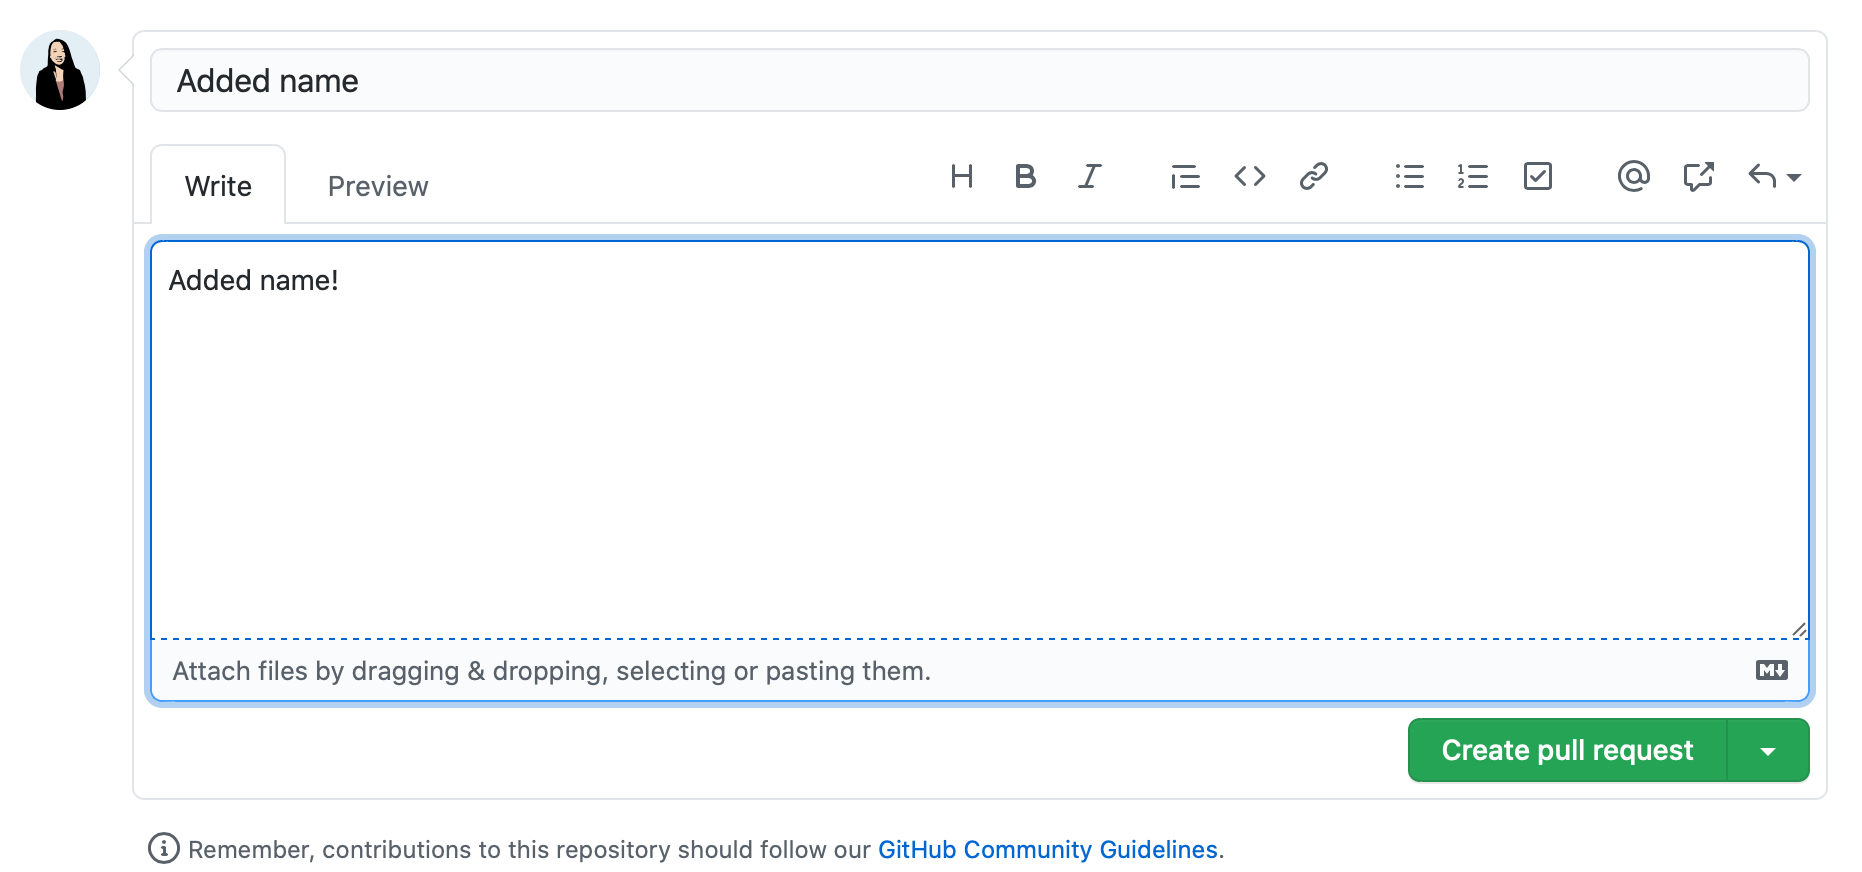 Added name
Write Preview H B I @
Added name!
Attach files by dragging & dropping, selecting or pasting them. M
Create pull request
Remember, contributions to this repository should follow our GitHub Community Guidelines.